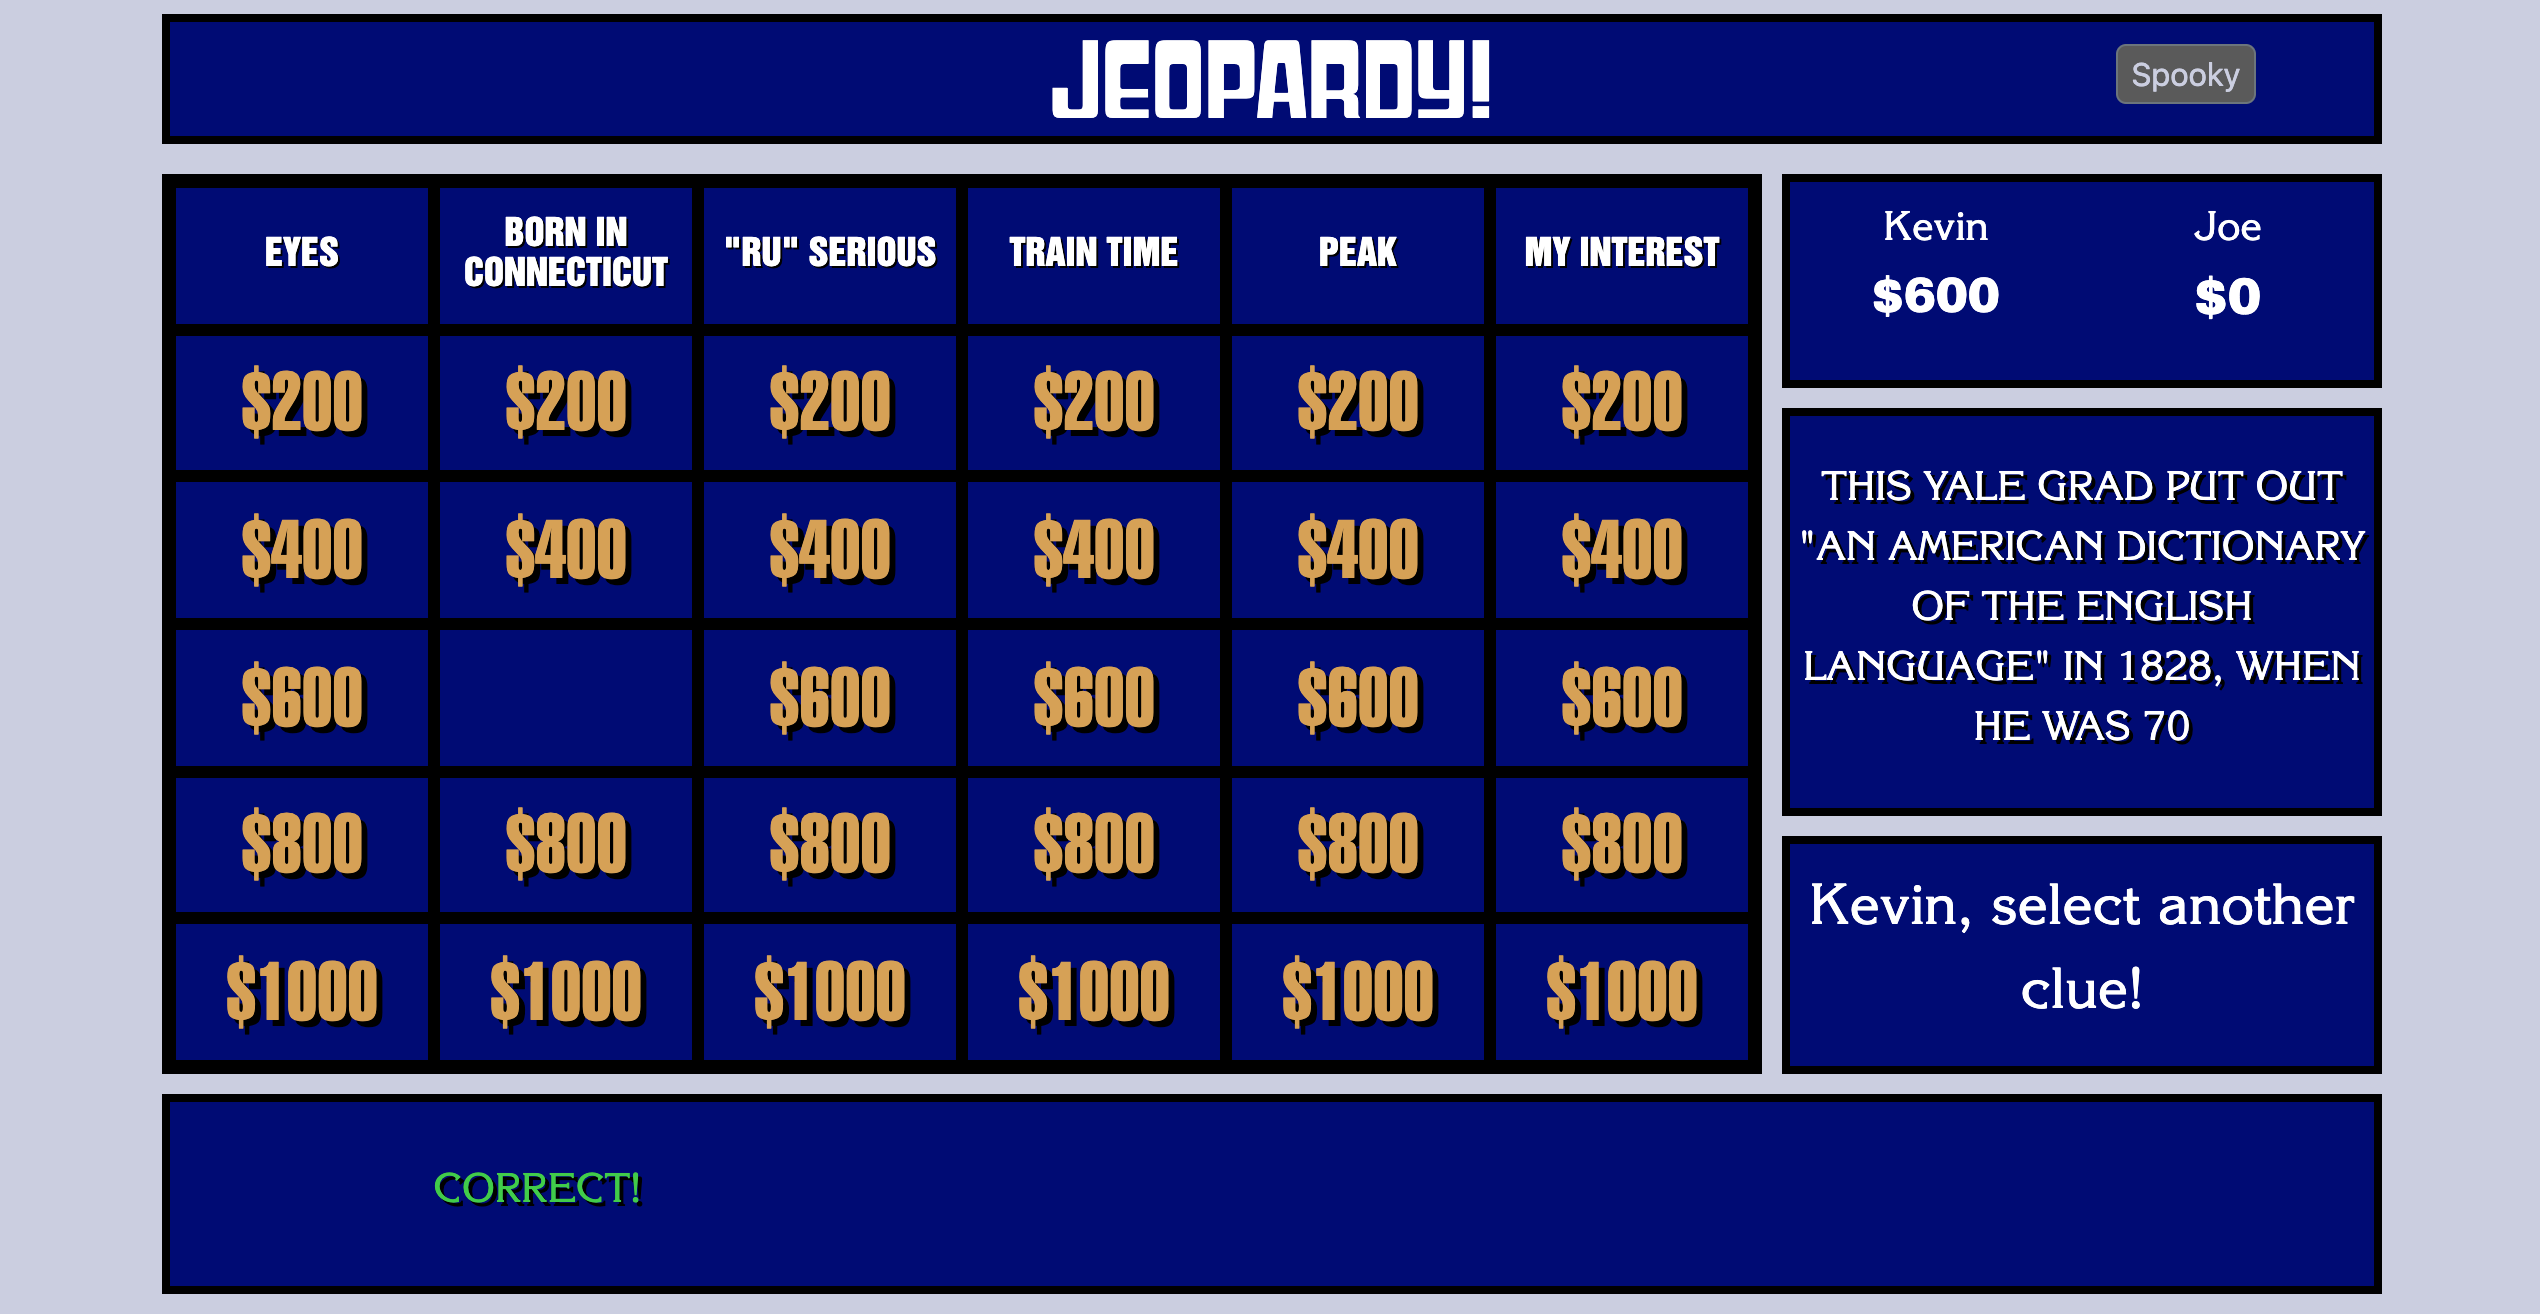 JEOPARDY!
Spooky
EYES
BORN IN
CONNECTICUT
"RU" SERIOUS
TRAIN TIME
PEAK
MY INTEREST
$200 $200 $200 $200 $200 $200
$400 $400 $400 $400 $400 $400
$600 $600 $600 $600 $600
$800 $800 $800 $800 $800 $800
$1000 $1000 $1000 $1000 $1000 $1000
Kevin Joe
$600 $0
THIS YALE GRAD PUT OUT
"AN AMERICAN DICTIONARY
OF THE ENGLISH
LANGUAGE" IN 1828, WHEN
HE WAS 70
Kevin, select another
clue!
CORRECT!